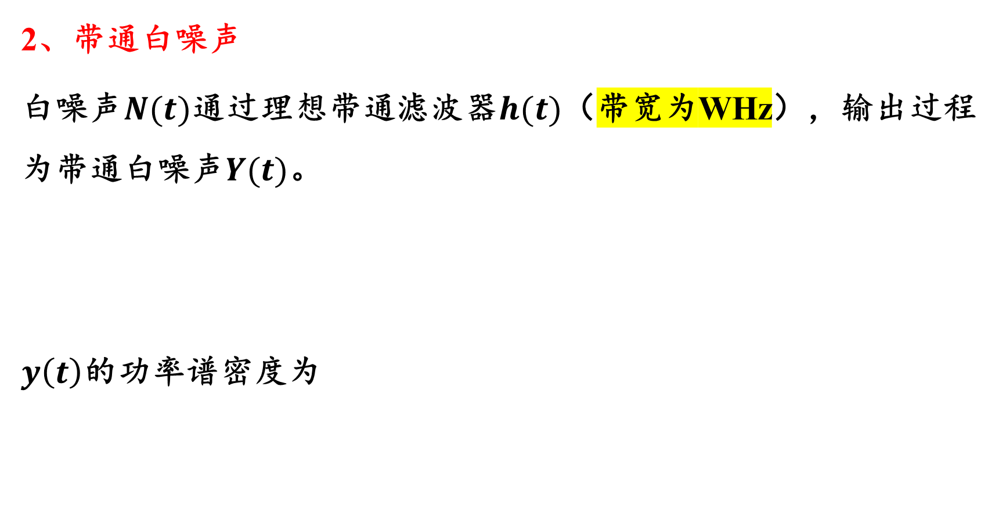 2、带通白噪声
白噪声N(t)通过理想带通滤波器h(t)（带宽为WHz），输出过程
为带通白噪声Y(t)。
y(t)的功率谱密度为